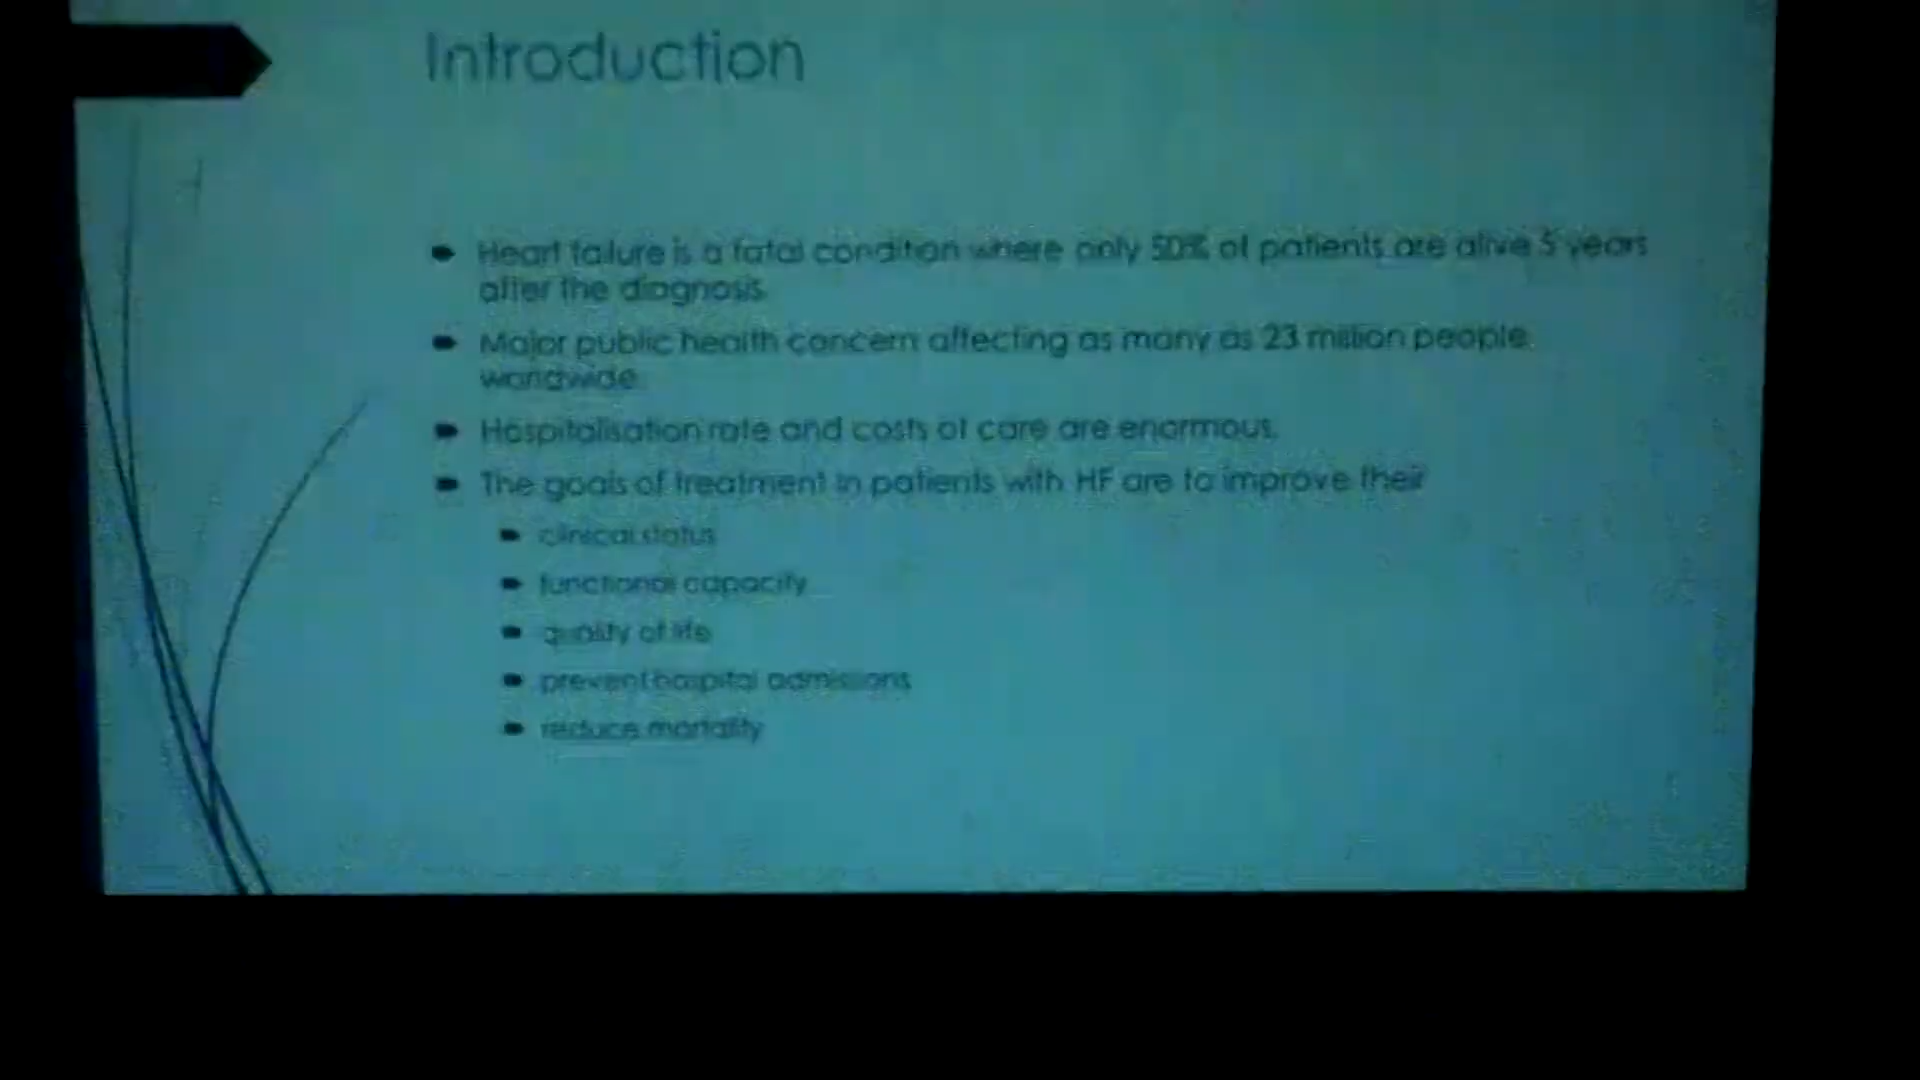 Introduction
Heart failure is a fatal condition where only 50% of patients are alive 5 years
after the diagnosis.
Major public health concern affecting as many as 23 million people
worldwide.
Hospitalisation rate and costs of care are enormous.
The goals of treatment in patients with HF are to improve their
clinical status
functional capacity
quality of life
prevent hospital admissions
reduce mortality